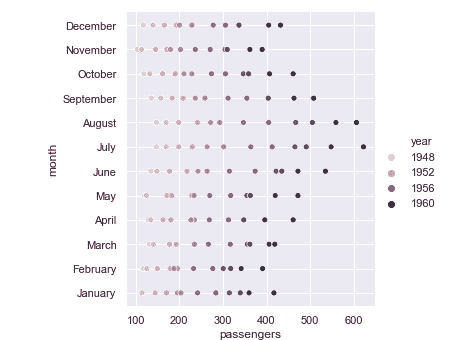 December
November
October
September
August
July
June
May
April
March
February
January
month
100 200 300 400 500 600
passengers
year
1948
1952
1956
1960